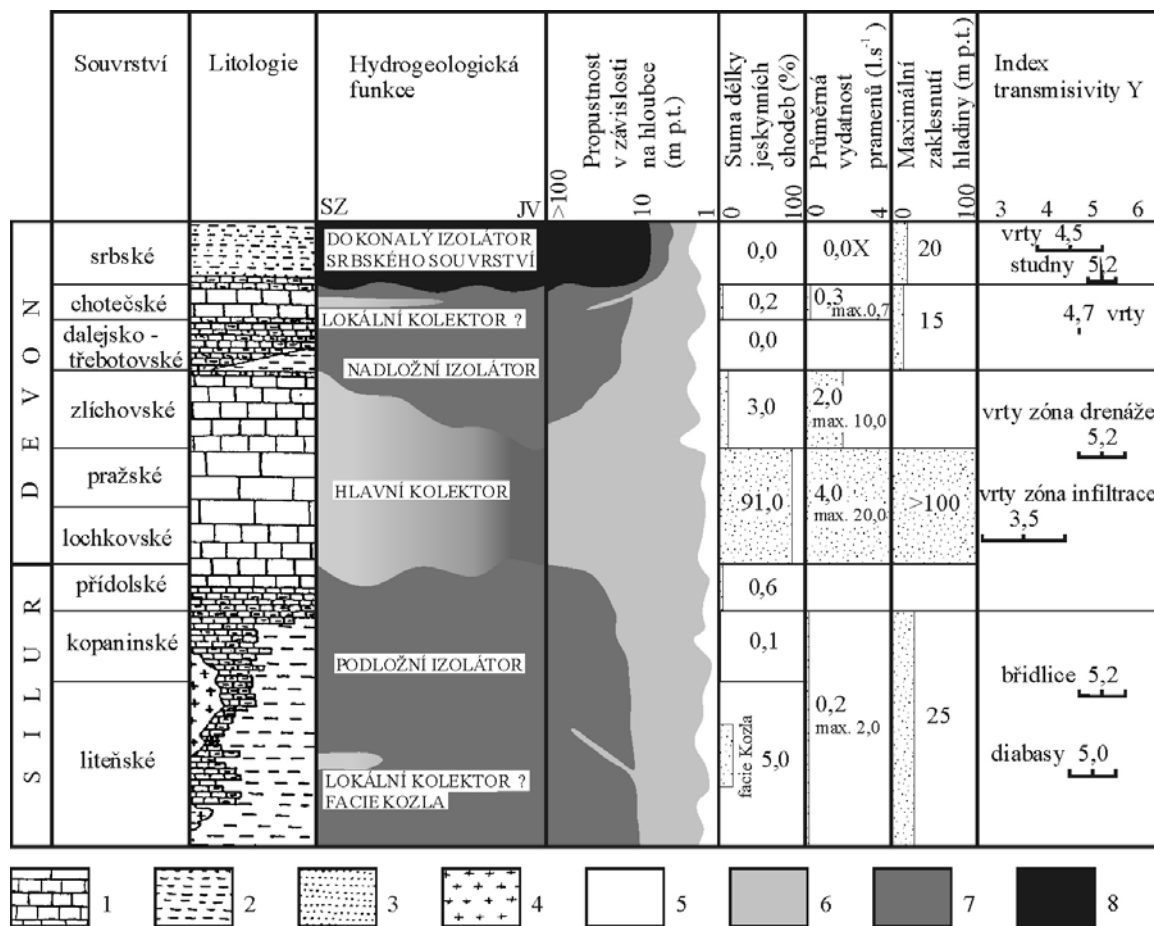 Souvrství
Litologie
Hydrogeologická
funkce
SZ
JV
Propustnost
v závislosti
na hloubce
(m p.t.)
>100
10
1
Suma délky
jeskynních
chodeb (%)
0
100
Průměrná
vydatnost
pramenů (l.s⁻¹)
0
4
Maximální
zaklesnutí
hladiny (m p.t.)
0
100
Index
transmisivity Y
3 4 5 6
DEVON
SILUR
srbské
DOKONALÝ IZOLÁTOR
SRBSKÉHO SOUVRSTVÍ
0,0
0,0X
20
vrty 4,5
studny 5,2
chotečské
LOKÁLNÍ KOLEKTOR ?
0,2
0,3
max.0,7
15
4,7 vrty
dalejsko -
třebotovské
NADLOŽNÍ IZOLÁTOR
0,0
zlíchovské
3,0
2,0
max. 10,0
vrty zóna drenáže
5,2
pražské
HLAVNÍ KOLEKTOR
91,0
4,0
max. 20,0
>100
vrty zóna infiltrace
3,5
lochkovské
přídolské
0,6
kopaninské
PODLOŽNÍ IZOLÁTOR
0,1
břidlice 5,2
liteňské
LOKÁLNÍ KOLEKTOR ?
FACIE KOZLA
facie Kozla
5,0
0,2
max. 2,0
25
diabasy 5,0
1 2 3 4 5 6 7 8